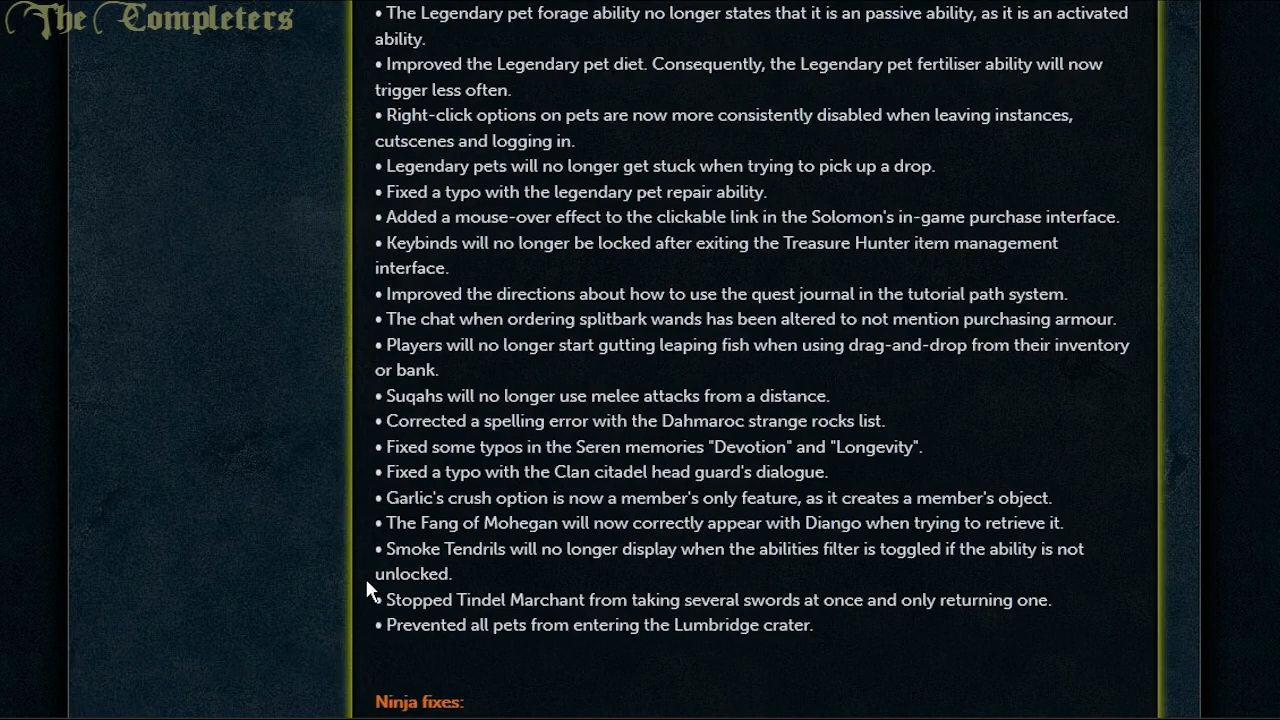 The Completers
• The Legendary pet forage ability no longer states that it is an passive ability, as it is an activated
ability.
• Improved the Legendary pet diet. Consequently, the Legendary pet fertiliser ability will now
trigger less often.
• Right-click options on pets are now more consistently disabled when leaving instances,
cutscenes and logging in.
• Legendary pets will no longer get stuck when trying to pick up a drop.
• Fixed a typo with the legendary pet repair ability.
• Added a mouse-over effect to the clickable link in the Solomon's in-game purchase interface.
• Keybinds will no longer be locked after exiting the Treasure Hunter item management
interface.
• Improved the directions about how to use the quest journal in the tutorial path system.
• The chat when ordering splitbark wands has been altered to not mention purchasing armour.
• Players will no longer start gutting leaping fish when using drag-and-drop from their inventory
or bank.
• Suqahs will no longer use melee attacks from a distance.
• Corrected a spelling error with the Dahmaroc strange rocks list.
• Fixed some typos in the Seren memories "Devotion" and "Longevity".
• Fixed a typo with the Clan citadel head guard's dialogue.
• Garlic's crush option is now a member's only feature, as it creates a member's object.
• The Fang of Mohegan will now correctly appear with Diango when trying to retrieve it.
• Smoke Tendrils will no longer display when the abilities filter is toggled if the ability is not
unlocked.
• Stopped Tindel Marchant from taking several swords at once and only returning one.
• Prevented all pets from entering the Lumbridge crater.
Ninja fixes: